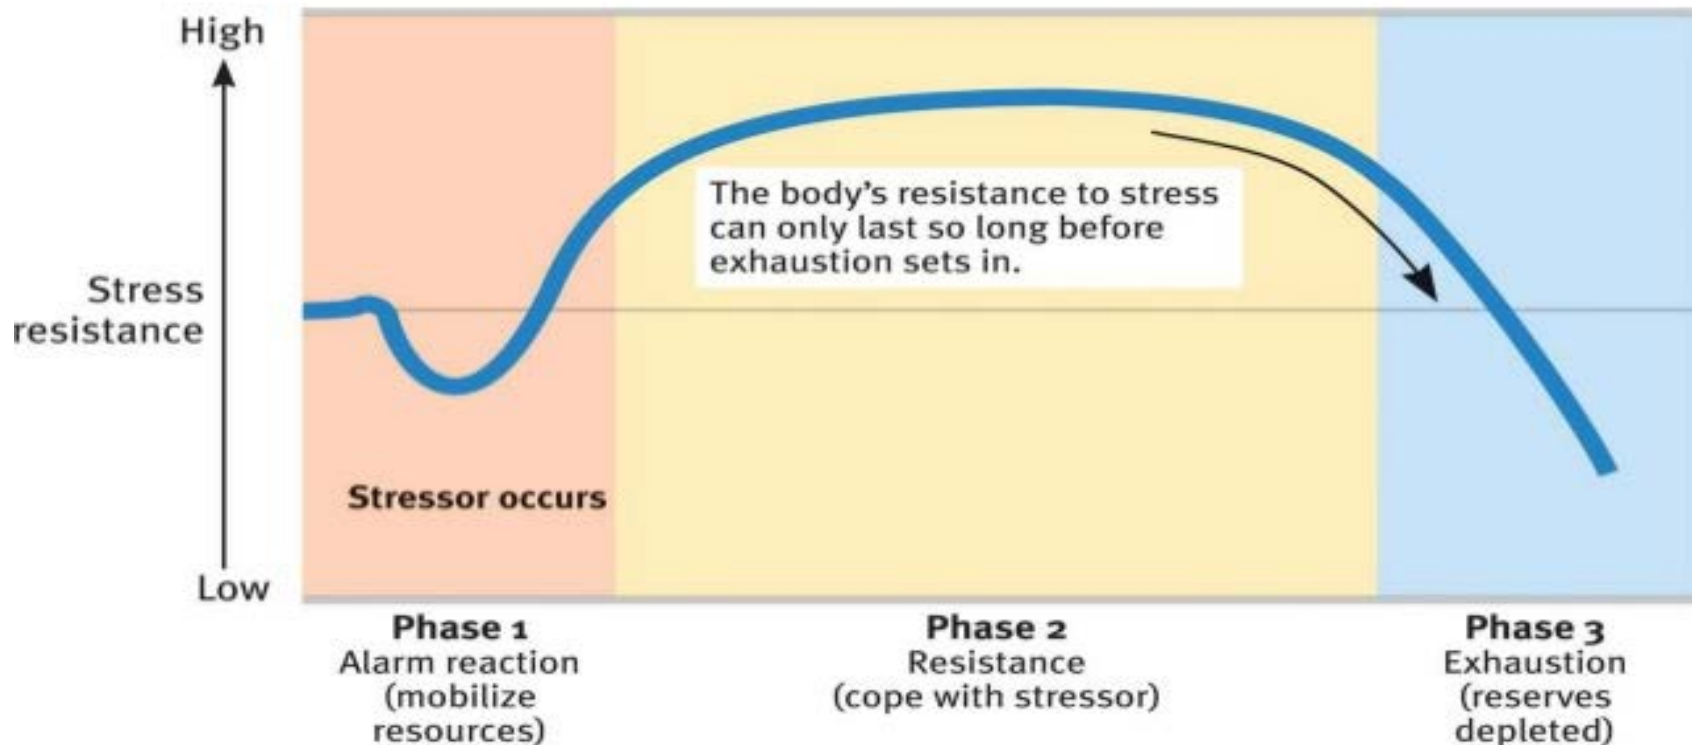 High
Stress
resistance
Low
The body's resistance to stress
can only last so long before
exhaustion sets in.
Stressor occurs
Phase 1
Alarm reaction
(mobilize
resources)
Phase 2
Resistance
(cope with stressor)
Phase 3
Exhaustion
(reserves
depleted)